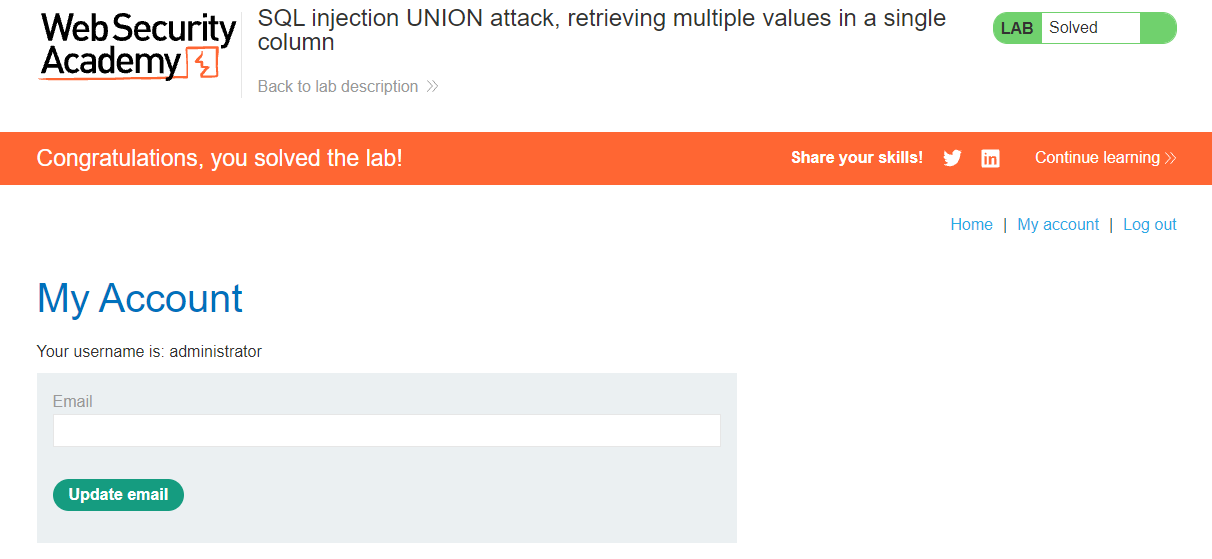 Web Security
Academy
SQL injection UNION attack, retrieving multiple values in a single
column
Back to lab description
LAB Solved
Congratulations, you solved the lab!
Share your skills!
Continue learning
Home | My account | Log out
My Account
Your username is: administrator
Email
Update email